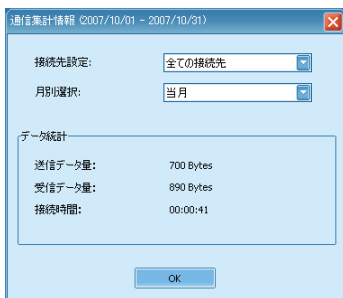 通信集計情報 (2007/10/01 - 2007/10/31)
接続先設定: 全ての接続先
月別選択: 当月
データ統計
送信データ量: 700 Bytes
受信データ量: 890 Bytes
接続時間: 00:00:41
OK